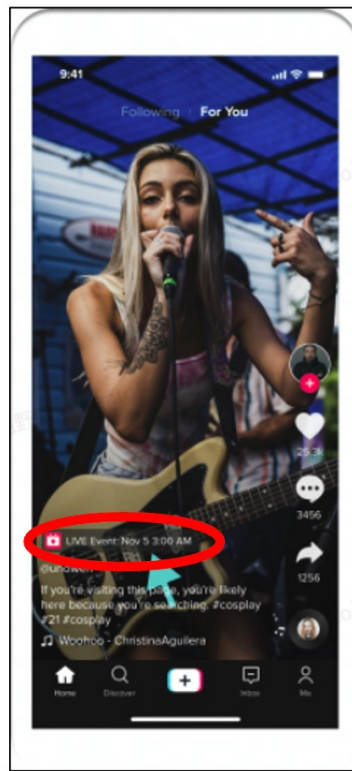 9:41
Following For You
25.3k
3456
LIVE Event: Nov 5 3:00 AM
1256
If you're visiting this page, you're likely
here because you're searching. #cosplay
#21 #cosplay
Woohoo - ChristinaAguilera
Home Discover Inbox Me